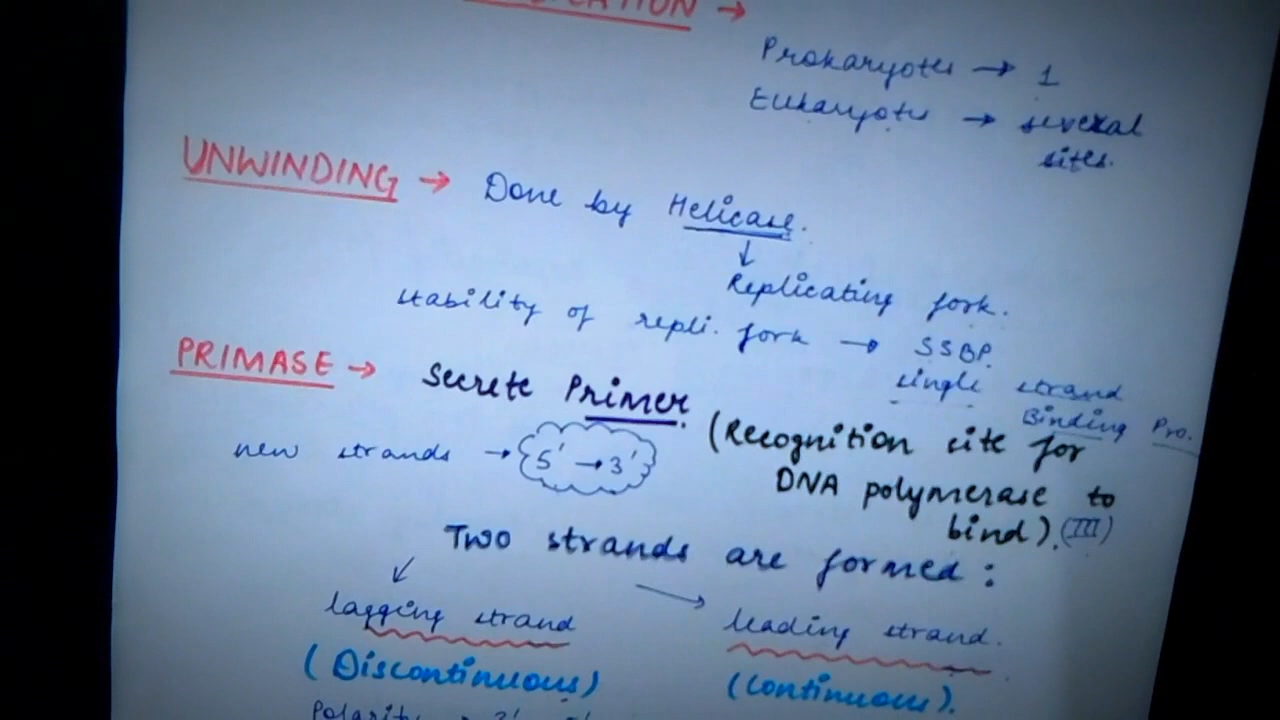 →
Prokaryotes → 1
Eukaryotes → several
sites.
UNWINDING → Done by Helicase.
↓
Replicating fork.
stability of repli. fork → SSBP.
single strand
Binding Pro.
PRIMASE → Secrete Primer.
(Recognition site for
DNA polymerase to
bind). (III)
new strands → 5' → 3'
Two strands are formed :
lagging strand
leading strand.
(Discontinuous)
(Continuous).
Polarity